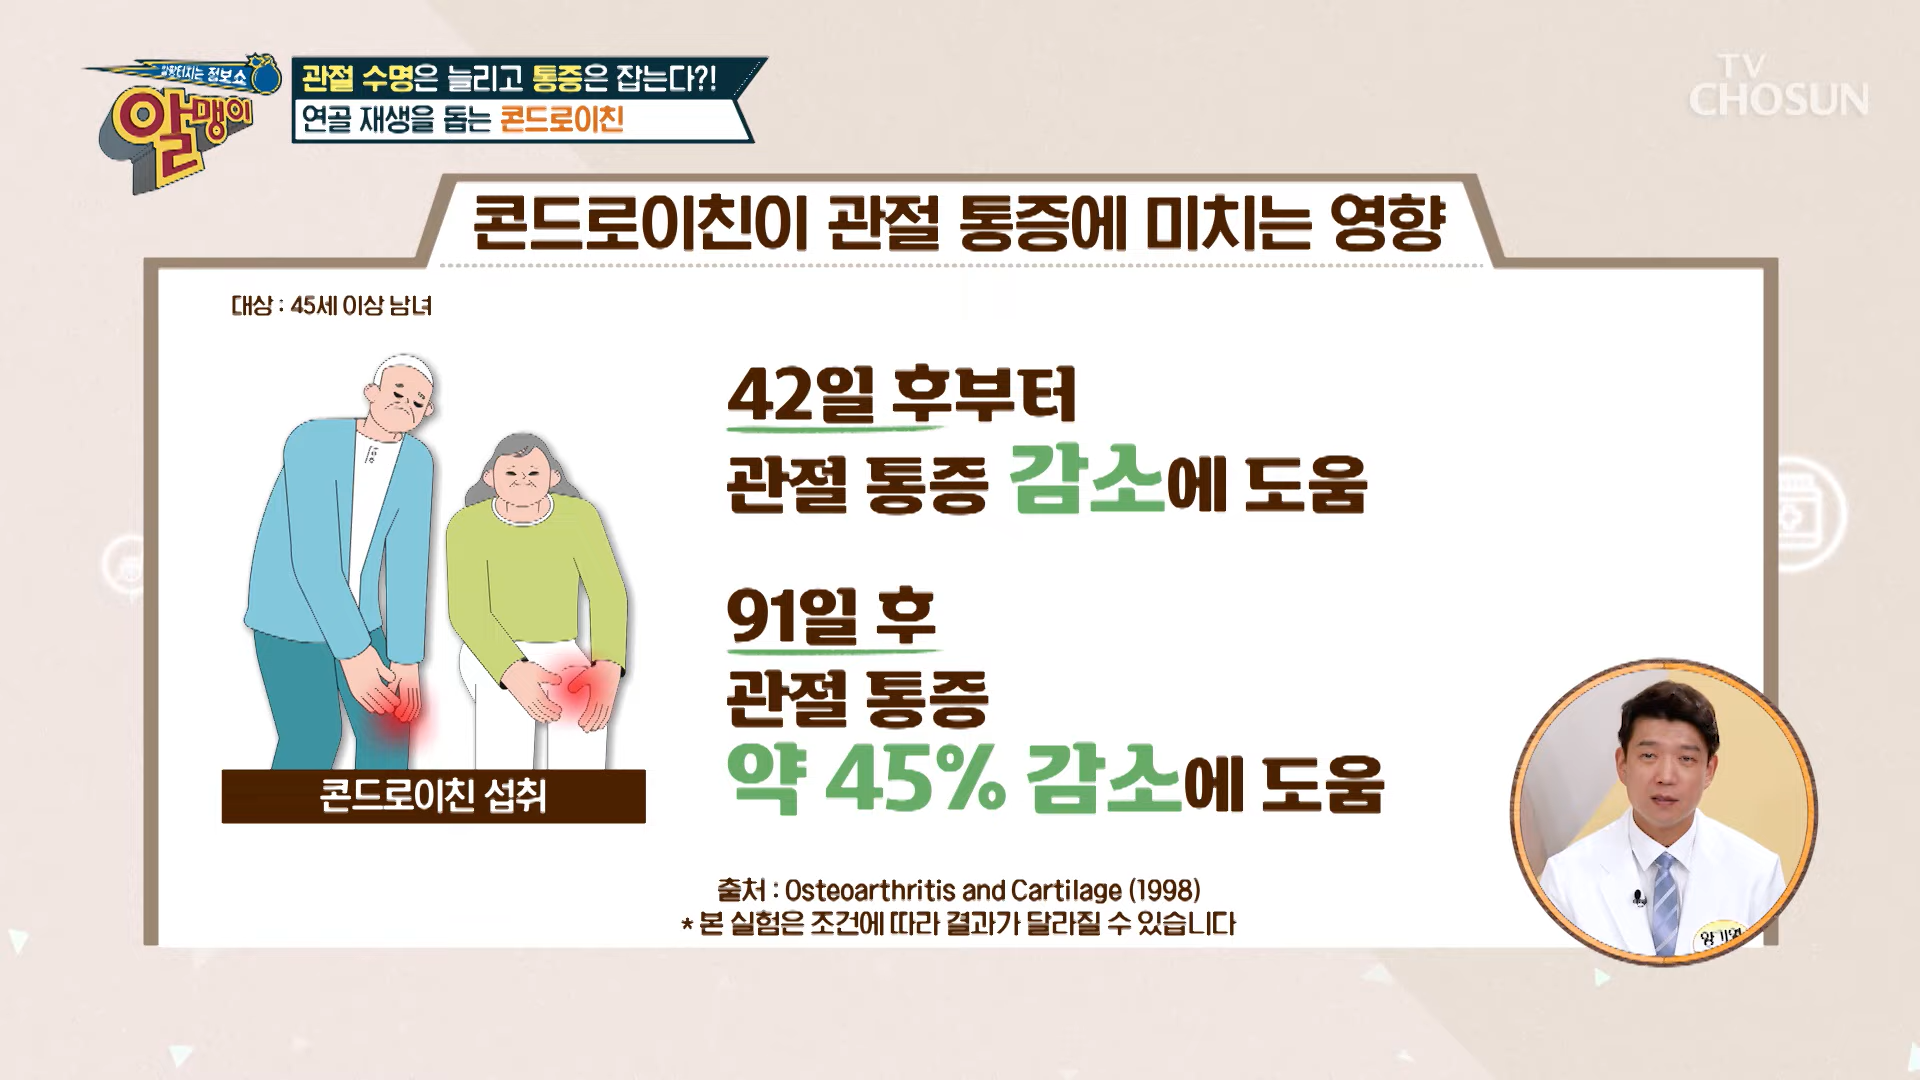 알맹이
관절 수명은 늘리고 통증은 잡는다?!
연골 재생을 돕는 콘드로이친
TV
CHOSUN
콘드로이친이 관절 통증에 미치는 영향
대상 : 45세 이상 남녀
42일 후부터
관절 통증 감소에 도움
91일 후
관절 통증
약 45% 감소에 도움
콘드로이친 섭취
출처 : Osteoarthritis and Cartilage (1998)
* 본 실험은 조건에 따라 결과가 달라질 수 있습니다